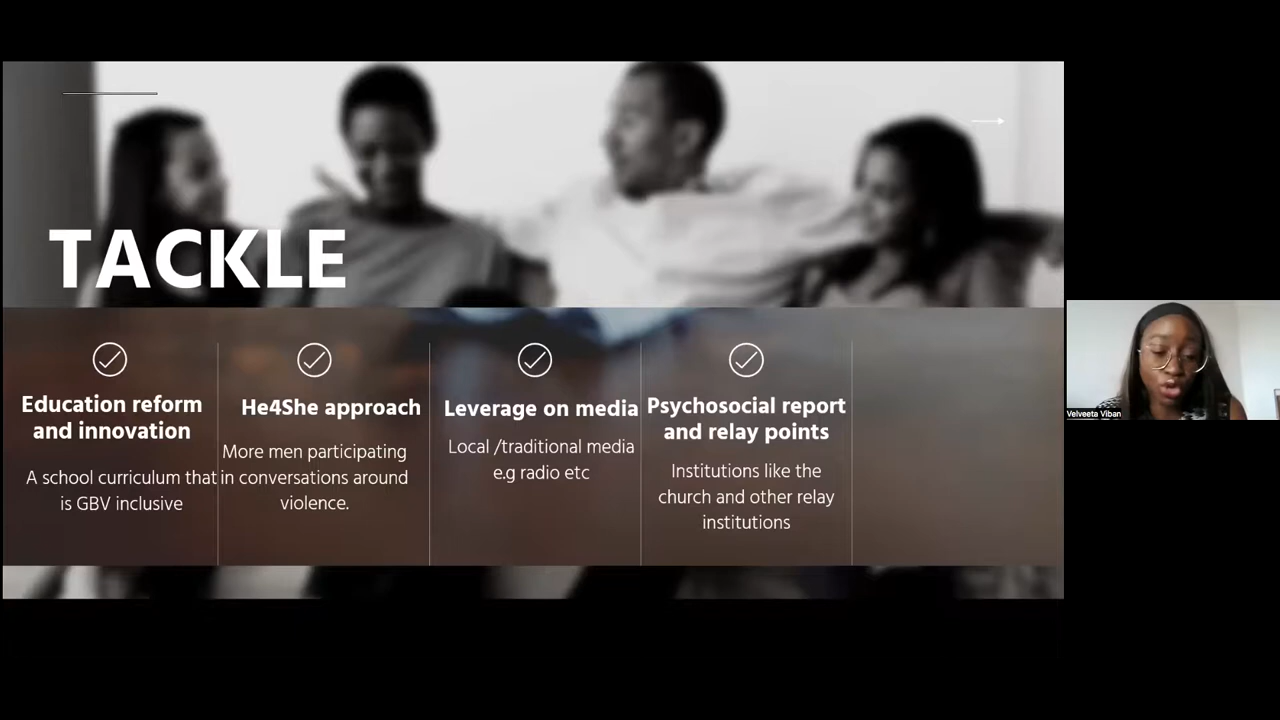 TACKLE
Education reform
and innovation
A school curriculum that
is GBV inclusive
He4She approach
More men participating
in conversations around
violence.
Leverage on media
Local /traditional media
e.g radio etc
Psychosocial report
and relay points
Institutions like the
church and other relay
institutions
Velveeta Viban